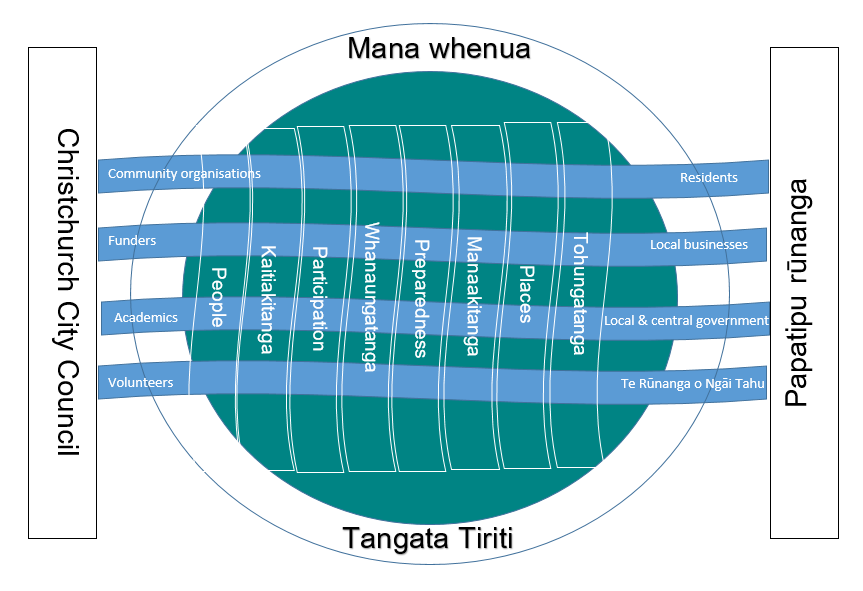 Mana whenua
Christchurch City Council
Papatipu rūnanga
Community organisations
Residents
Funders
Local businesses
Academics
Local & central government
Volunteers
Te Rūnanga o Ngāi Tahu
People
Kaitiakitanga
Participation
Whanaungatanga
Preparedness
Manaakitanga
Places
Tohungatanga
Tangata Tiriti